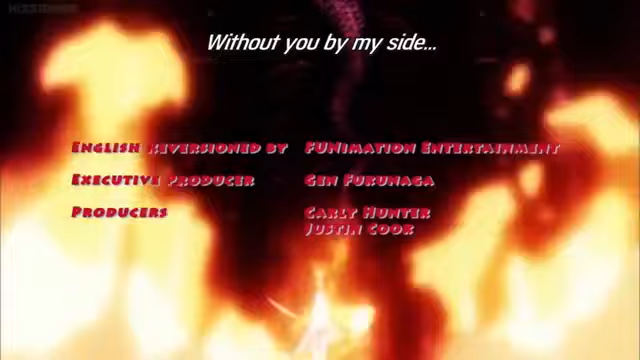 Without you by my side...
English reversioned by FUNimation Entertainment
Executive producer Gen Fukunaga
Producers Carly Hunter
Justin Cook